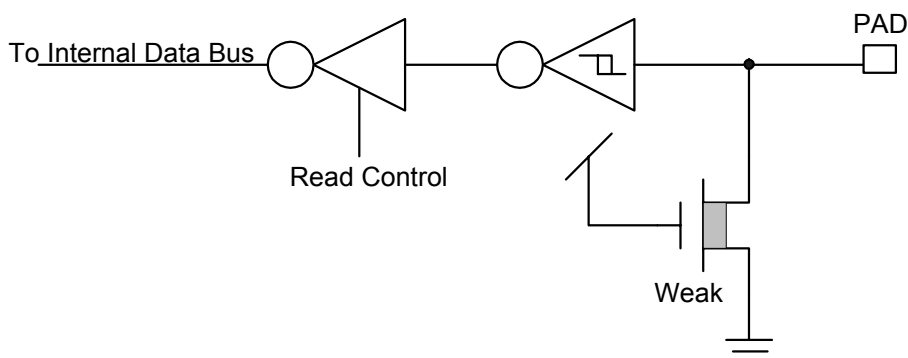 PAD
To Internal Data Bus
Read Control
Weak